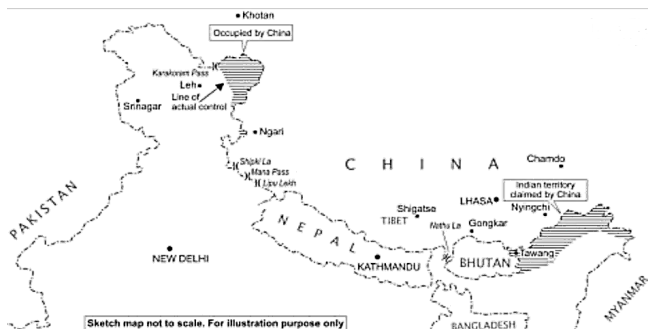 Khotan
Occupied by China
Karakoram Pass
Leh
Line of
actual control
Srinagar
Ngari
Shipki La
Mana Pass
Lipu Lekh
CHINA
Chamdo
Indian territory
claimed by China
PAKISTAN
LHASA
Nyingchi
Shigatse
TIBET
Nathu La
Gongkar
NEPAL
NEW DELHI
KATHMANDU
BHUTAN
Tawang
MYANMAR
BANGLADESH
Sketch map not to scale. For illustration purpose only